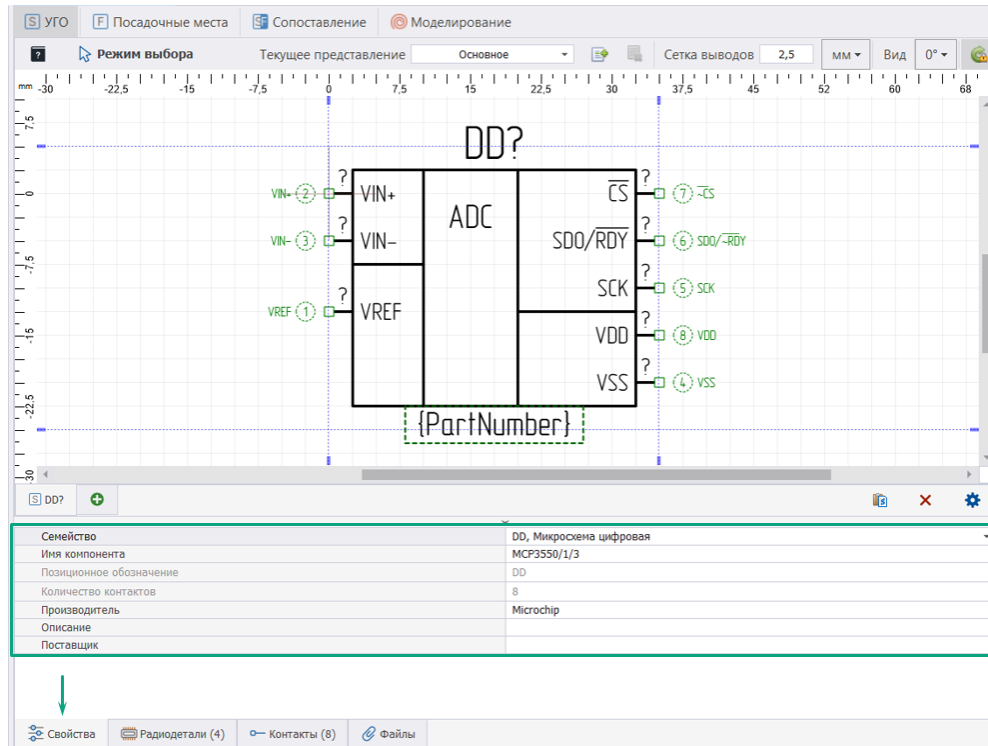 S УГО F Посадочные места S Сопоставление Моделирование
? Режим выбора Текущее представление Основное Сетка выводов 2,5 мм Вид 0°
mm -30 -22,5 -15 -7,5 0 7,5 15 22,5 30 37,5 45 52 60 68
7,5
0
-7,5
-15
-22,5
-30
DD?
VIN+ 2 ? VIN+ ADC C̅S̅ ? 7 ~C̅S̅
VIN- 3 ? VIN- SDO/R̅D̅Y̅ ? 6 SDO/~R̅D̅Y̅
SCK ? 5 SCK
VREF 1 ? VREF
VDD ? 8 VDD
VSS ? 4 VSS
{PartNumber}
S DD?
Семейство DD, Микросхема цифровая
Имя компонента MCP3550/1/3
Позиционное обозначение DD
Количество контактов 8
Производитель Microchip
Описание
Поставщик
Свойства Радиодетали (4) Контакты (8) Файлы